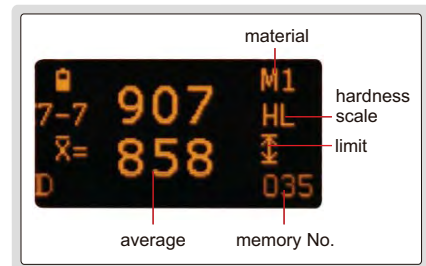 material
M1
7-7 907 HL
hardness
scale
X̄= 858
limit
D 035
average memory No.